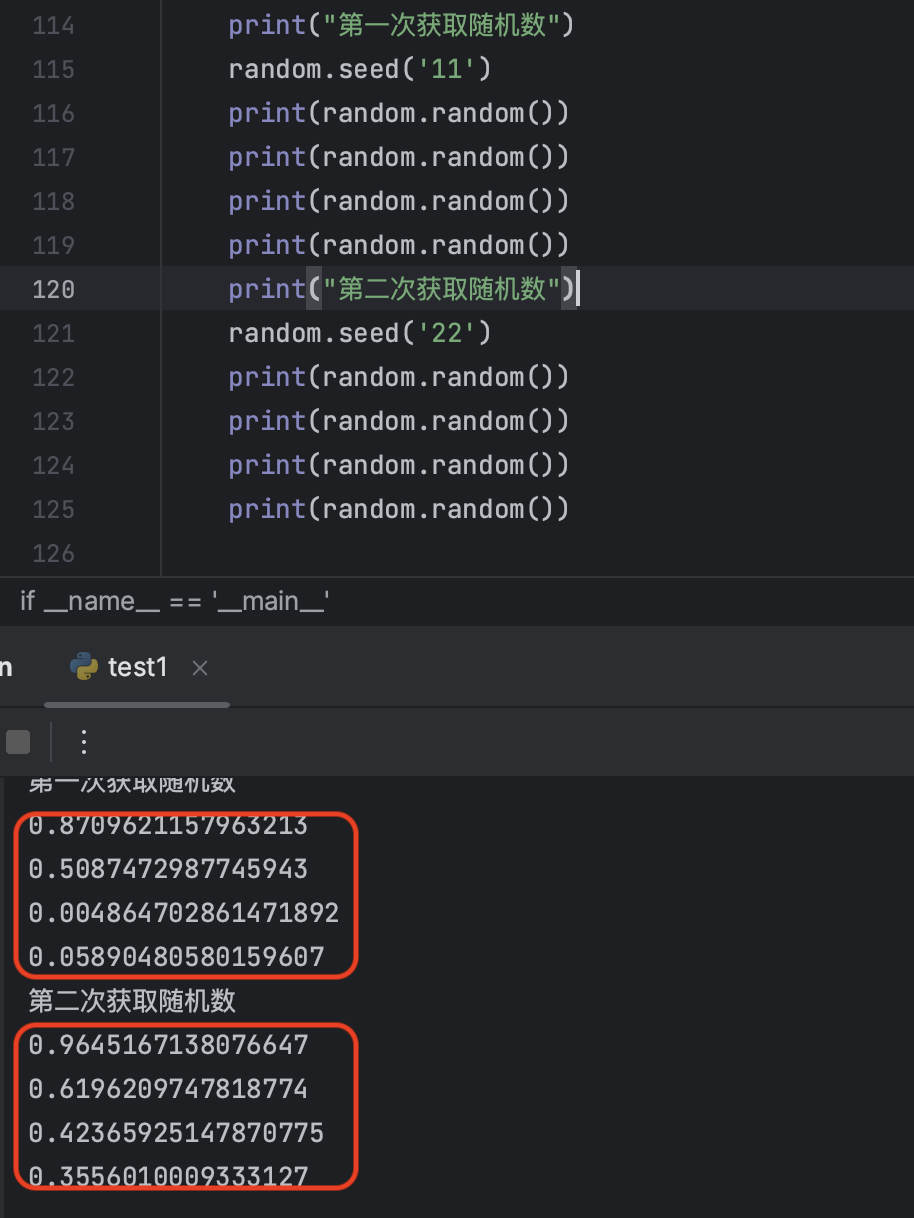 114 print("第一次获取随机数")
115 random.seed('11')
116 print(random.random())
117 print(random.random())
118 print(random.random())
119 print(random.random())
120 print("第二次获取随机数")
121 random.seed('22')
122 print(random.random())
123 print(random.random())
124 print(random.random())
125 print(random.random())
126
if __name__ == '__main__'
n test1
第一次获取随机数
0.8709621157963213
0.5087472987745943
0.004864702861471892
0.05890480580159607
第二次获取随机数
0.9645167138076647
0.6196209747818774
0.42365925147870775
0.3556010009333127